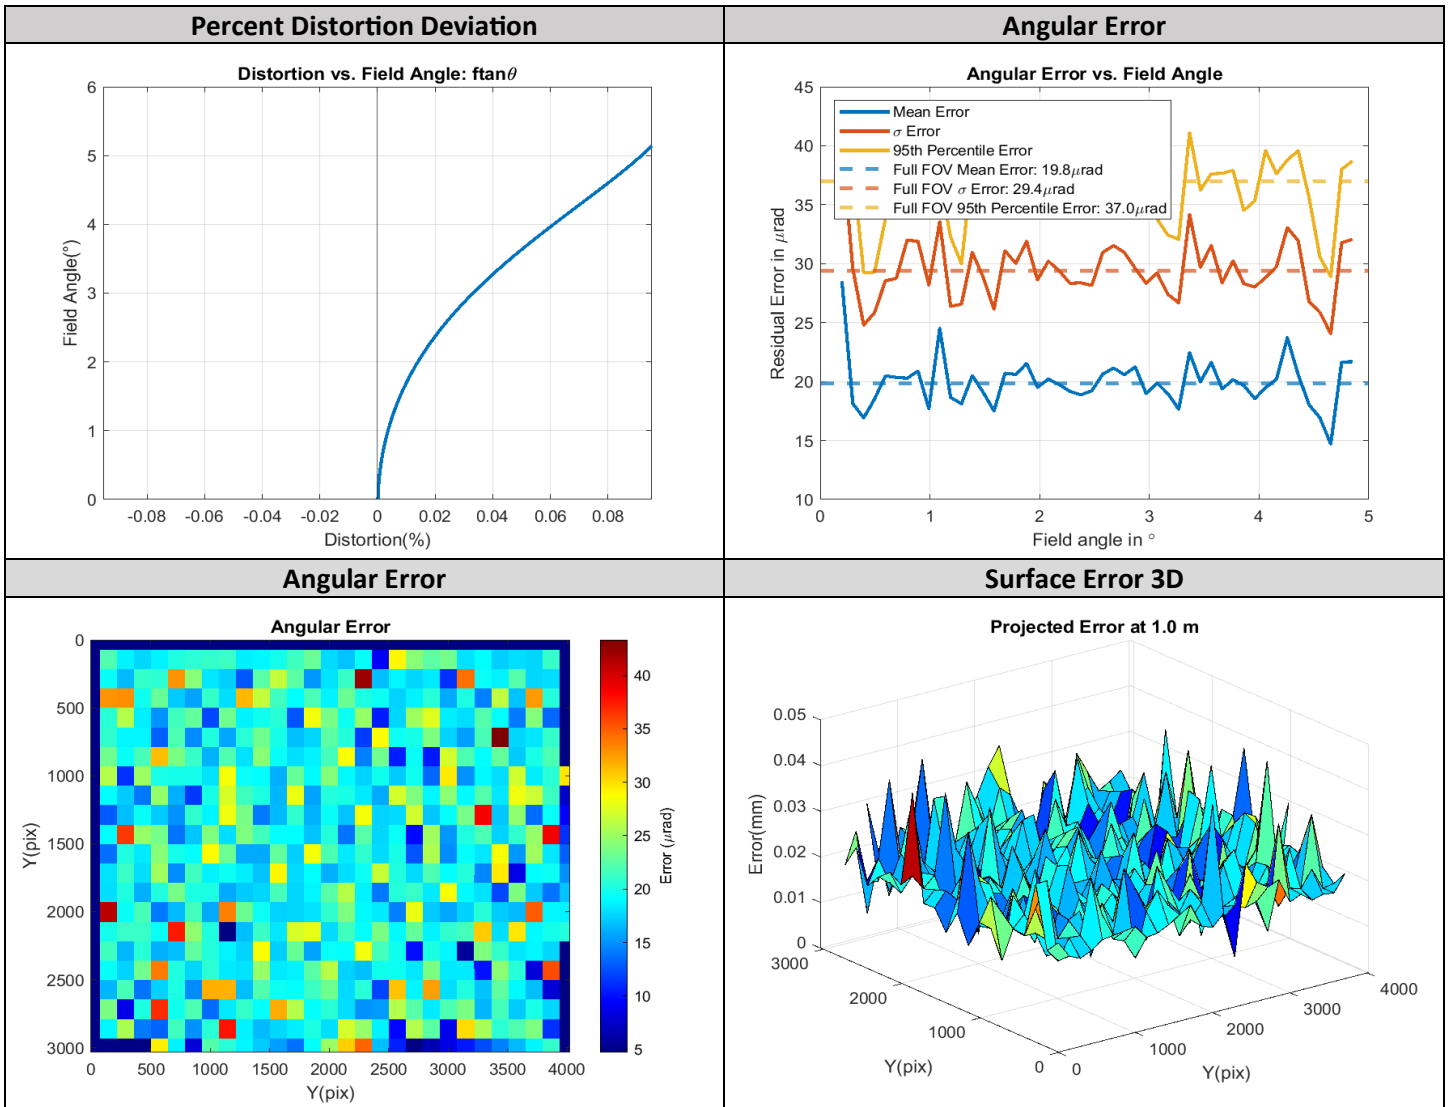 Percent Distortion Deviation
Angular Error
Distortion vs. Field Angle: ftanθ
6
5
4
3
2
1
0
Field Angle(°)
-0.08 -0.06 -0.04 -0.02 0 0.02 0.04 0.06 0.08
Distortion(%)
Angular Error vs. Field Angle
45
40
35
30
25
20
15
10
Residual Error in μrad
Mean Error
σ Error
95th Percentile Error
Full FOV Mean Error: 19.8μrad
Full FOV σ Error: 29.4μrad
Full FOV 95th Percentile Error: 37.0μrad
0 1 2 3 4 5
Field angle in °
Angular Error
Surface Error 3D
Angular Error
0
500
1000
1500
2000
2500
3000
Y(pix)
0 500 1000 1500 2000 2500 3000 3500 4000
Y(pix)
40
35
30
25
20
15
10
5
Error (μrad)
Projected Error at 1.0 m
0.05
0.04
0.03
0.02
0.01
0
Error(mm)
3000
2000
1000
0
Y(pix)
0
1000
2000
3000
4000
Y(pix)